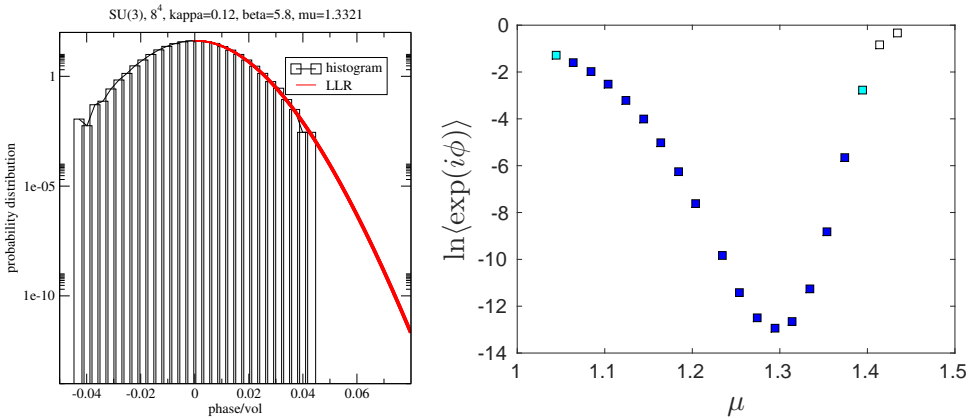 SU(3), 8^4, kappa=0.12, beta=5.8, mu=1.3321
histogram
LLR
probability distribution
1
1e-05
1e-10
-0.04
-0.02
0
0.02
0.04
0.06
phase/vol
ln⟨exp(iϕ)⟩
0
-2
-4
-6
-8
-10
-12
-14
1
1.1
1.2
1.3
1.4
1.5
μ